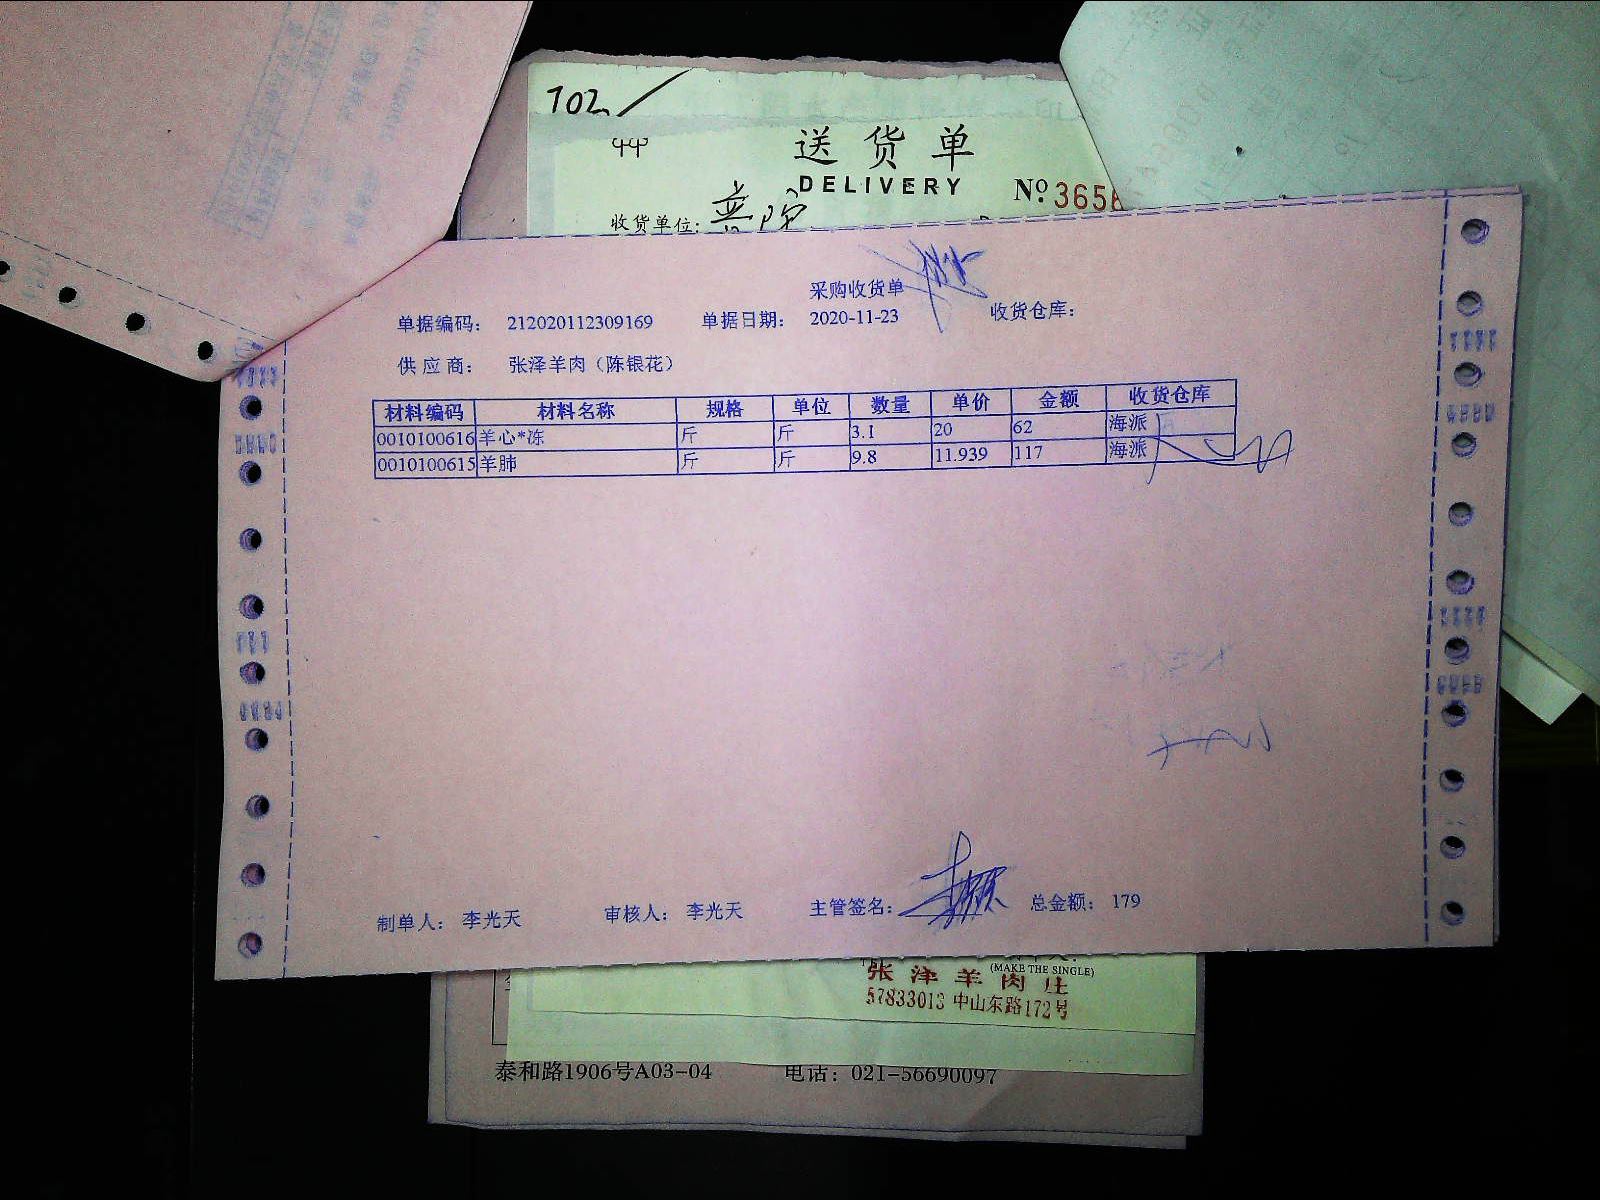 702
送货单
DELIVERY
收货单位:
No. 3658
采购收货单
单据编码： 212020112309169 单据日期： 2020-11-23 收货仓库：
供应商： 张泽羊肉（陈银花）
材料编码 材料名称 规格 单位 数量 单价 金额 收货仓库
0010100616 羊心*冻 斤 斤 3.1 20 62 海派
0010100615 羊肺 斤 斤 9.8 11.939 117 海派
制单人： 李光天 审核人： 李光天 主管签名： 总金额： 179
(MAKE THE SINGLE)
张泽羊肉庄
57833013 中山东路172号
泰和路1906号A03-04 电话：021-56690097